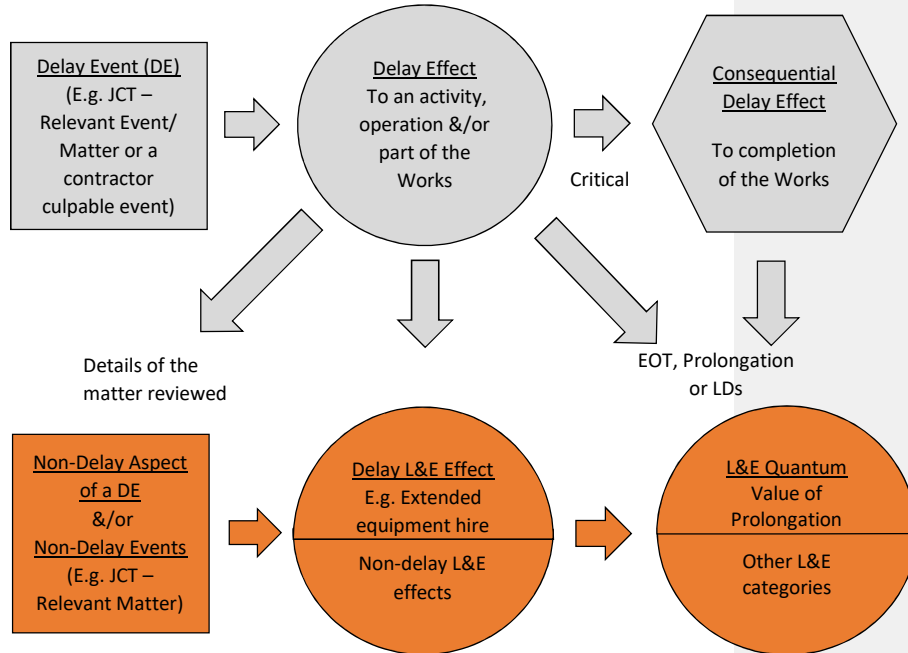 Delay Event (DE)
(E.g. JCT –
Relevant Event/
Matter or a
contractor
culpable event)
Delay Effect
To an activity,
operation &/or
part of the
Works
Critical
Consequential
Delay Effect
To completion
of the Works
Details of the
matter reviewed
EOT, Prolongation
or LDs
Non-Delay Aspect
of a DE
&/or
Non-Delay Events
(E.g. JCT –
Relevant Matter)
Delay L&E Effect
E.g. Extended
equipment hire
Non-delay L&E
effects
L&E Quantum
Value of
Prolongation
Other L&E
categories